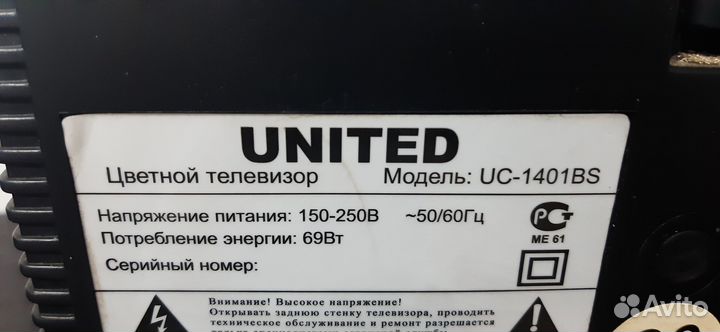 UNITED
Цветной телевизор Модель: UC-1401BS
Напряжение питания: 150-250В ~50/60Гц
Потребление энергии: 69Вт
МЕ 61
Серийный номер:
Внимание! Высокое напряжение!
Открывать заднюю стенку телевизора, проводить
техническое обслуживание и ремонт разрешается
Avito